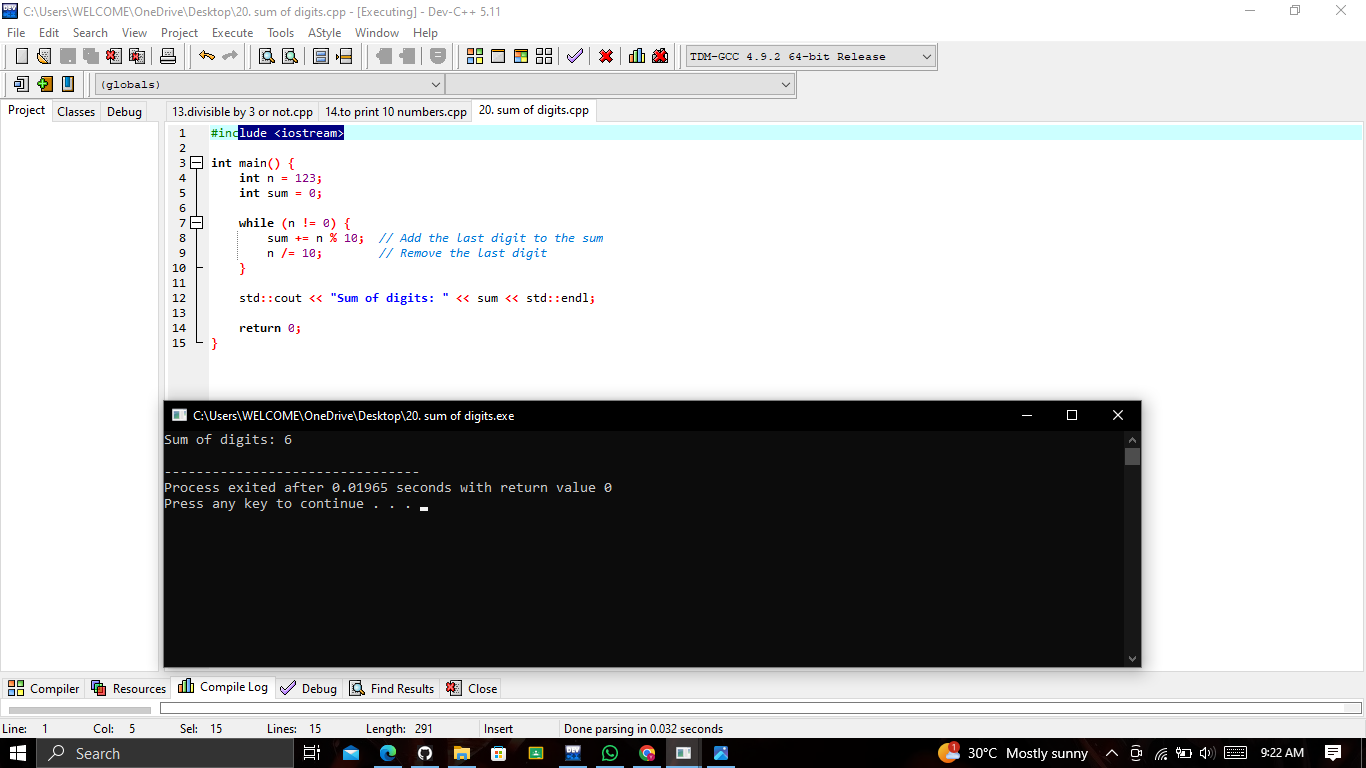 C:\Users\WELCOME\OneDrive\Desktop\20. sum of digits.cpp - [Executing] - Dev-C++ 5.11
File Edit Search View Project Execute Tools AStyle Window Help
TDM-GCC 4.9.2 64-bit Release
(globals)
Project Classes Debug 13.divisible by 3 or not.cpp 14.to print 10 numbers.cpp 20. sum of digits.cpp
1 #include <iostream>
2
3 int main() {
4 int n = 123;
5 int sum = 0;
6
7 while (n != 0) {
8 sum += n % 10; // Add the last digit to the sum
9 n /= 10; // Remove the last digit
10 }
11
12 std::cout << "Sum of digits: " << sum << std::endl;
13
14 return 0;
15 }
C:\Users\WELCOME\OneDrive\Desktop\20. sum of digits.exe
Sum of digits: 6
--------------------------------
Process exited after 0.01965 seconds with return value 0
Press any key to continue . . .
Compiler Resources Compile Log Debug Find Results Close
Line: 1 Col: 5 Sel: 15 Lines: 15 Length: 291 Insert Done parsing in 0.032 seconds
Search DEV 1 30°C Mostly sunny 9:22 AM